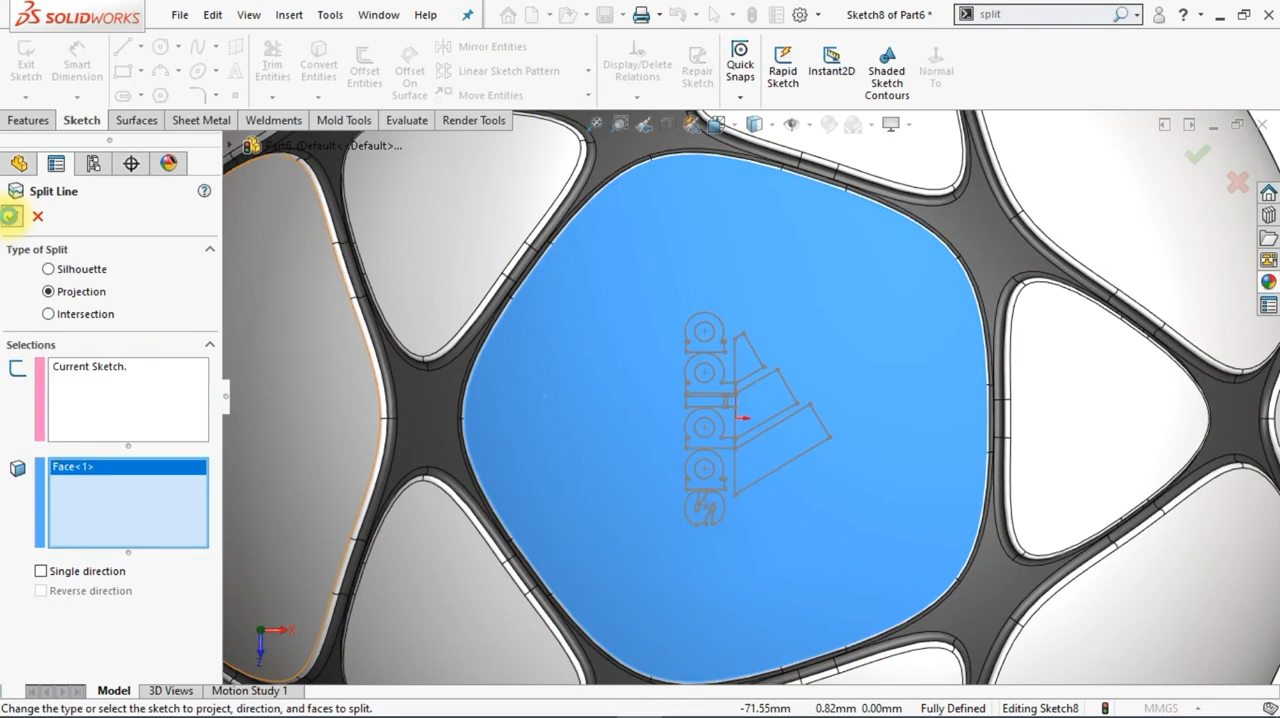 SOLIDWORKS File Edit View Insert Tools Window Help Sketch8 of Part6 * split
Exit Sketch Smart Dimension Trim Entities Convert Entities Offset Entities Offset On Surface Mirror Entities Linear Sketch Pattern Move Entities Display/Delete Relations Repair Sketch Quick Snaps Rapid Sketch Instant2D Shaded Sketch Contours Normal To
Features Sketch Surfaces Sheet Metal Weldments Mold Tools Evaluate Render Tools
Part6 (Default<<Default>...
Split Line
Type of Split
Silhouette
Projection
Intersection
Selections
Current Sketch.
Face<1>
Single direction
Reverse direction
adidas
X
Z
Model 3D Views Motion Study 1
Change the type or select the sketch to project, direction, and faces to split. -71.55mm 0.82mm 0.00mm Fully Defined Editing Sketch8 MMGS